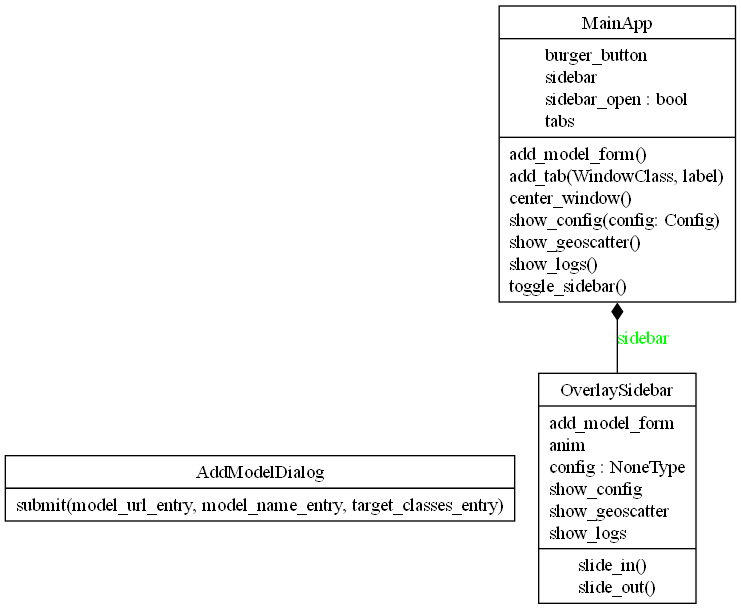 MainApp
burger_button
sidebar
sidebar_open : bool
tabs
add_model_form()
add_tab(WindowClass, label)
center_window()
show_config(config: Config)
show_geoscatter()
show_logs()
toggle_sidebar()
sidebar
OverlaySidebar
add_model_form
anim
config : NoneType
show_config
show_geoscatter
show_logs
slide_in()
slide_out()
AddModelDialog
submit(model_url_entry, model_name_entry, target_classes_entry)